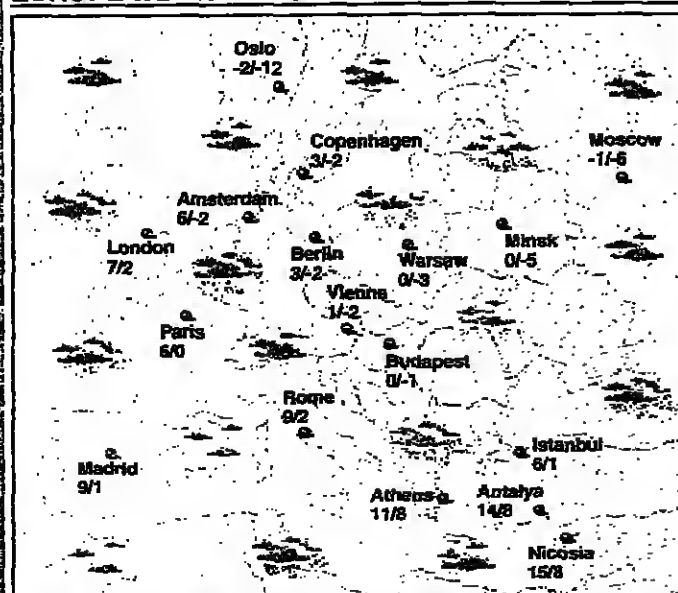 Oslo
-2/-12
Copenhagen
3/-2
Moscow
-1/-6
Amsterdam
6/-2
London
7/2
Berlin
3/-2
Warsaw
0/-3
Minsk
0/-5
Vienna
1/-2
Paris
6/0
Budapest
0/-1
Rome
9/2
Madrid
9/1
Istanbul
6/1
Athens
11/8
Antalya
14/8
Nicosia
15/8